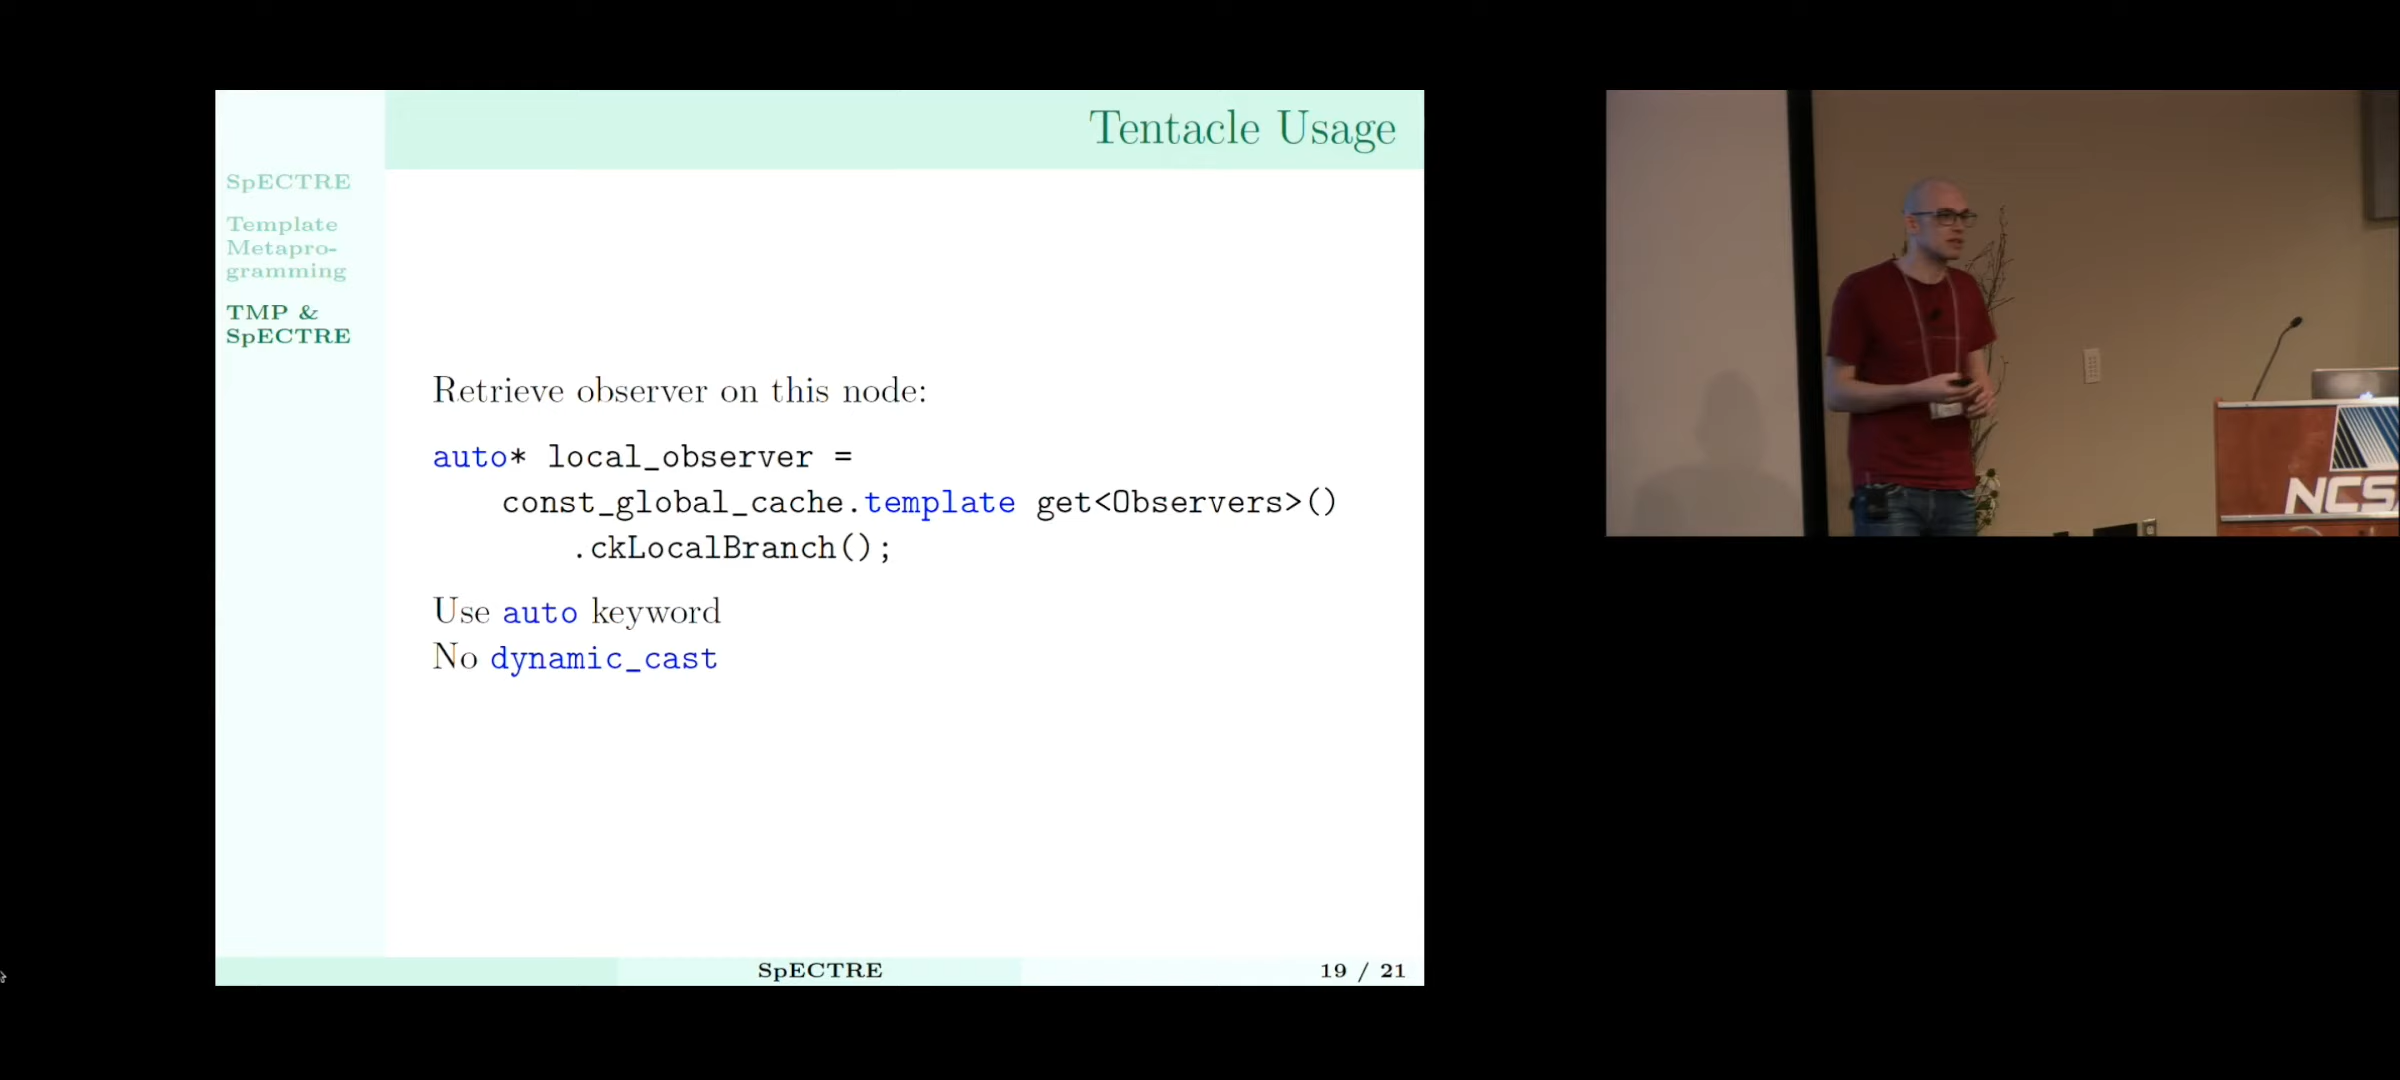 Tentacle Usage
SpECTRE
Template
Metapro-
gramming
TMP &
SpECTRE
Retrieve observer on this node:
auto* local_observer =
const_global_cache.template get<Observers>()
.ckLocalBranch();
Use auto keyword
No dynamic_cast
SpECTRE
19 / 21
NCS